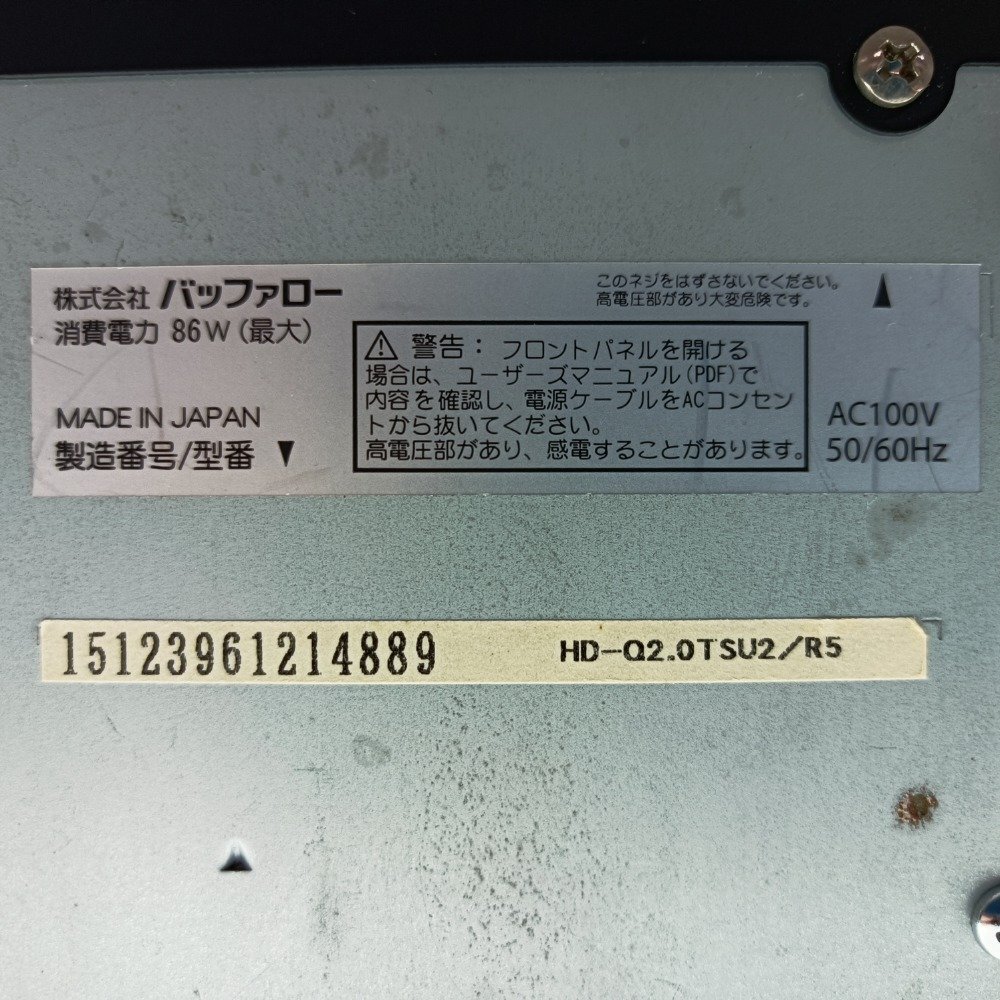 株式会社 バッファロー
消費電力 86W (最大)
MADE IN JAPAN
製造番号/型番 ▼
⚠ 警告： フロントパネルを開ける
場合は、ユーザーズマニュアル(PDF)で
内容を確認し、電源ケーブルをACコンセン
トから抜いてください。
高電圧部があり、感電することがあります。
このネジをはずさないでください。 ▲
高電圧部があり大変危険です。
AC100V
50/60Hz
15123961214889 HD-Q2.0TSU2/R5